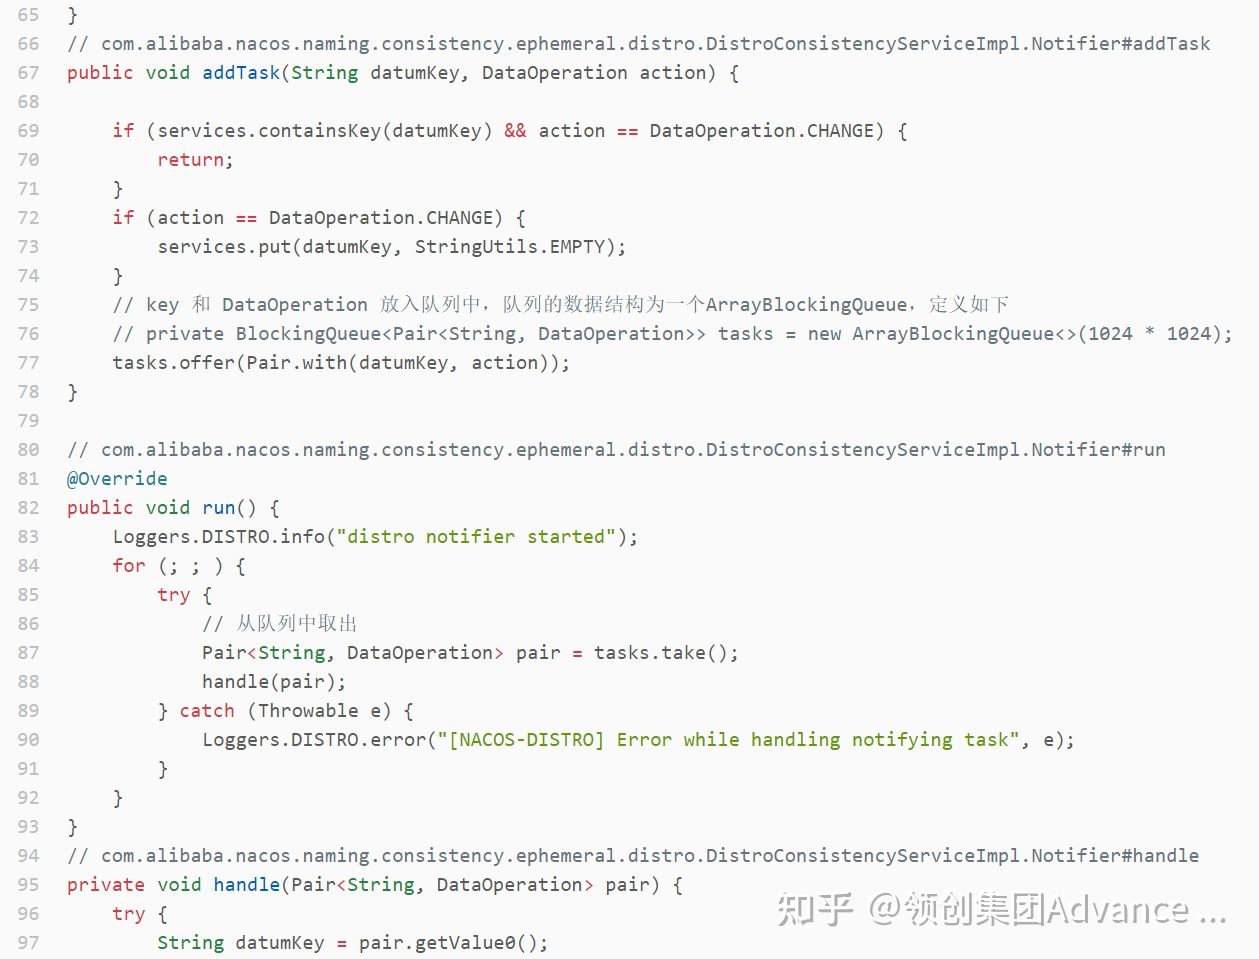 65 }
66 // com.alibaba.nacos.naming.consistency.ephemeral.distro.DistroConsistencyServiceImpl.Notifier#addTask
67 public void addTask(String datumKey, DataOperation action) {
68
69     if (services.containsKey(datumKey) && action == DataOperation.CHANGE) {
70         return;
71     }
72     if (action == DataOperation.CHANGE) {
73         services.put(datumKey, StringUtils.EMPTY);
74     }
75     // key 和 DataOperation 放入队列中，队列的数据结构为一个ArrayBlockingQueue，定义如下
76     // private BlockingQueue<Pair<String, DataOperation>> tasks = new ArrayBlockingQueue<>(1024 * 1024);
77     tasks.offer(Pair.with(datumKey, action));
78 }
79
80 // com.alibaba.nacos.naming.consistency.ephemeral.distro.DistroConsistencyServiceImpl.Notifier#run
81 @Override
82 public void run() {
83     Loggers.DISTRO.info("distro notifier started");
84     for (; ; ) {
85         try {
86             // 从队列中取出
87             Pair<String, DataOperation> pair = tasks.take();
88             handle(pair);
89         } catch (Throwable e) {
90             Loggers.DISTRO.error("[NACOS-DISTRO] Error while handling notifying task", e);
91         }
92     }
93 }
94 // com.alibaba.nacos.naming.consistency.ephemeral.distro.DistroConsistencyServiceImpl.Notifier#handle
95 private void handle(Pair<String, DataOperation> pair) {
96     try {
97         String datumKey = pair.getValue0();
知乎 @领创集团Advance ...